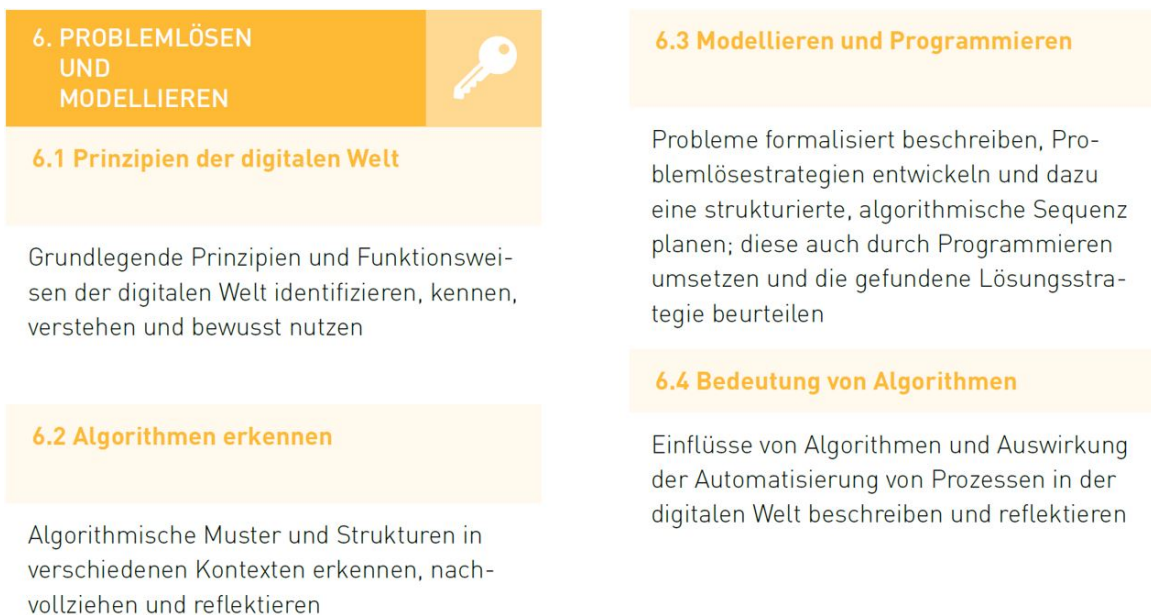 6. PROBLEMLÖSEN
UND
MODELLIEREN
6.1 Prinzipien der digitalen Welt
Grundlegende Prinzipien und Funktionswei-
sen der digitalen Welt identifizieren, kennen,
verstehen und bewusst nutzen
6.2 Algorithmen erkennen
Algorithmische Muster und Strukturen in
verschiedenen Kontexten erkennen, nach-
vollziehen und reflektieren
6.3 Modellieren und Programmieren
Probleme formalisiert beschreiben, Pro-
blemlösestrategien entwickeln und dazu
eine strukturierte, algorithmische Sequenz
planen; diese auch durch Programmieren
umsetzen und die gefundene Lösungsstra-
tegie beurteilen
6.4 Bedeutung von Algorithmen
Einflüsse von Algorithmen und Auswirkung
der Automatisierung von Prozessen in der
digitalen Welt beschreiben und reflektieren